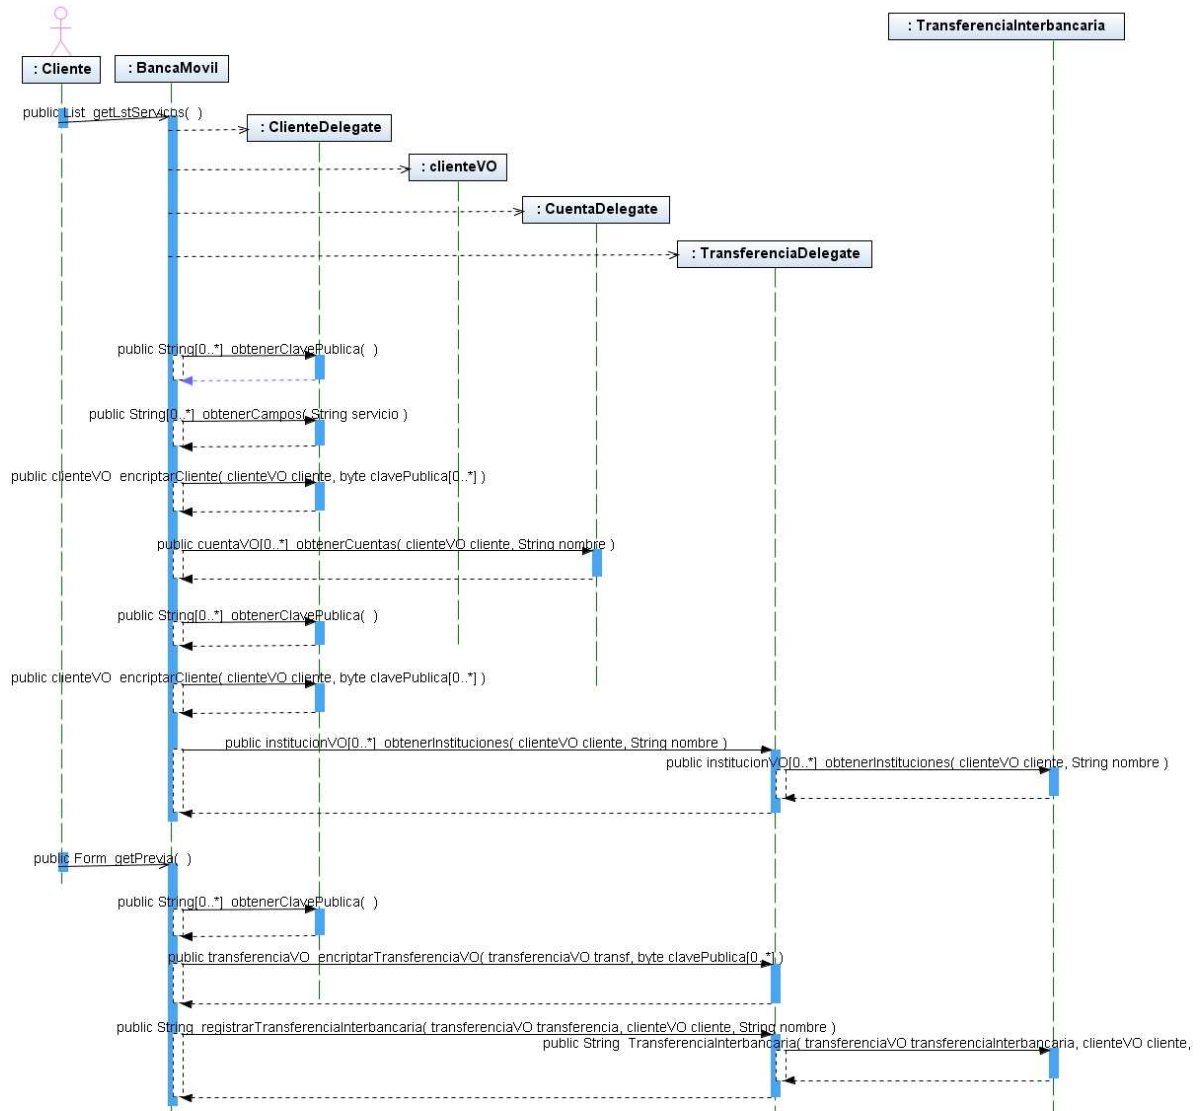 : TransferenciaInterbancaria
: Cliente
: BancaMovil
public List getLstServicos( )
: ClienteDelegate
: clienteVO
: CuentaDelegate
: TransferenciaDelegate
public String[0..*] obtenerClavePublica( )
public String[0..*] obtenerCampos( String servicio )
public clienteVO encriptarCliente( clienteVO cliente, byte clavePublica[0..*] )
public cuentaVO[0..*] obtenerCuentas( clienteVO cliente, String nombre )
public String[0..*] obtenerClavePublica( )
public clienteVO encriptarCliente( clienteVO cliente, byte clavePublica[0..*] )
public institucionVO[0..*] obtenerInstituciones( clienteVO cliente, String nombre )
public institucionVO[0..*] obtenerInstituciones( clienteVO cliente, String nombre )
public Form getPrevia( )
public String[0..*] obtenerClavePublica( )
public transferenciaVO encriptarTransferenciaVO( transferenciaVO transf, byte clavePublica[0..*] )
public String registrarTransferenciaInterbancaria( transferenciaVO transferencia, clienteVO cliente, String nombre )
public String TransferenciaInterbancaria( transferenciaVO transferenciaInterbancaria, clienteVO cliente,